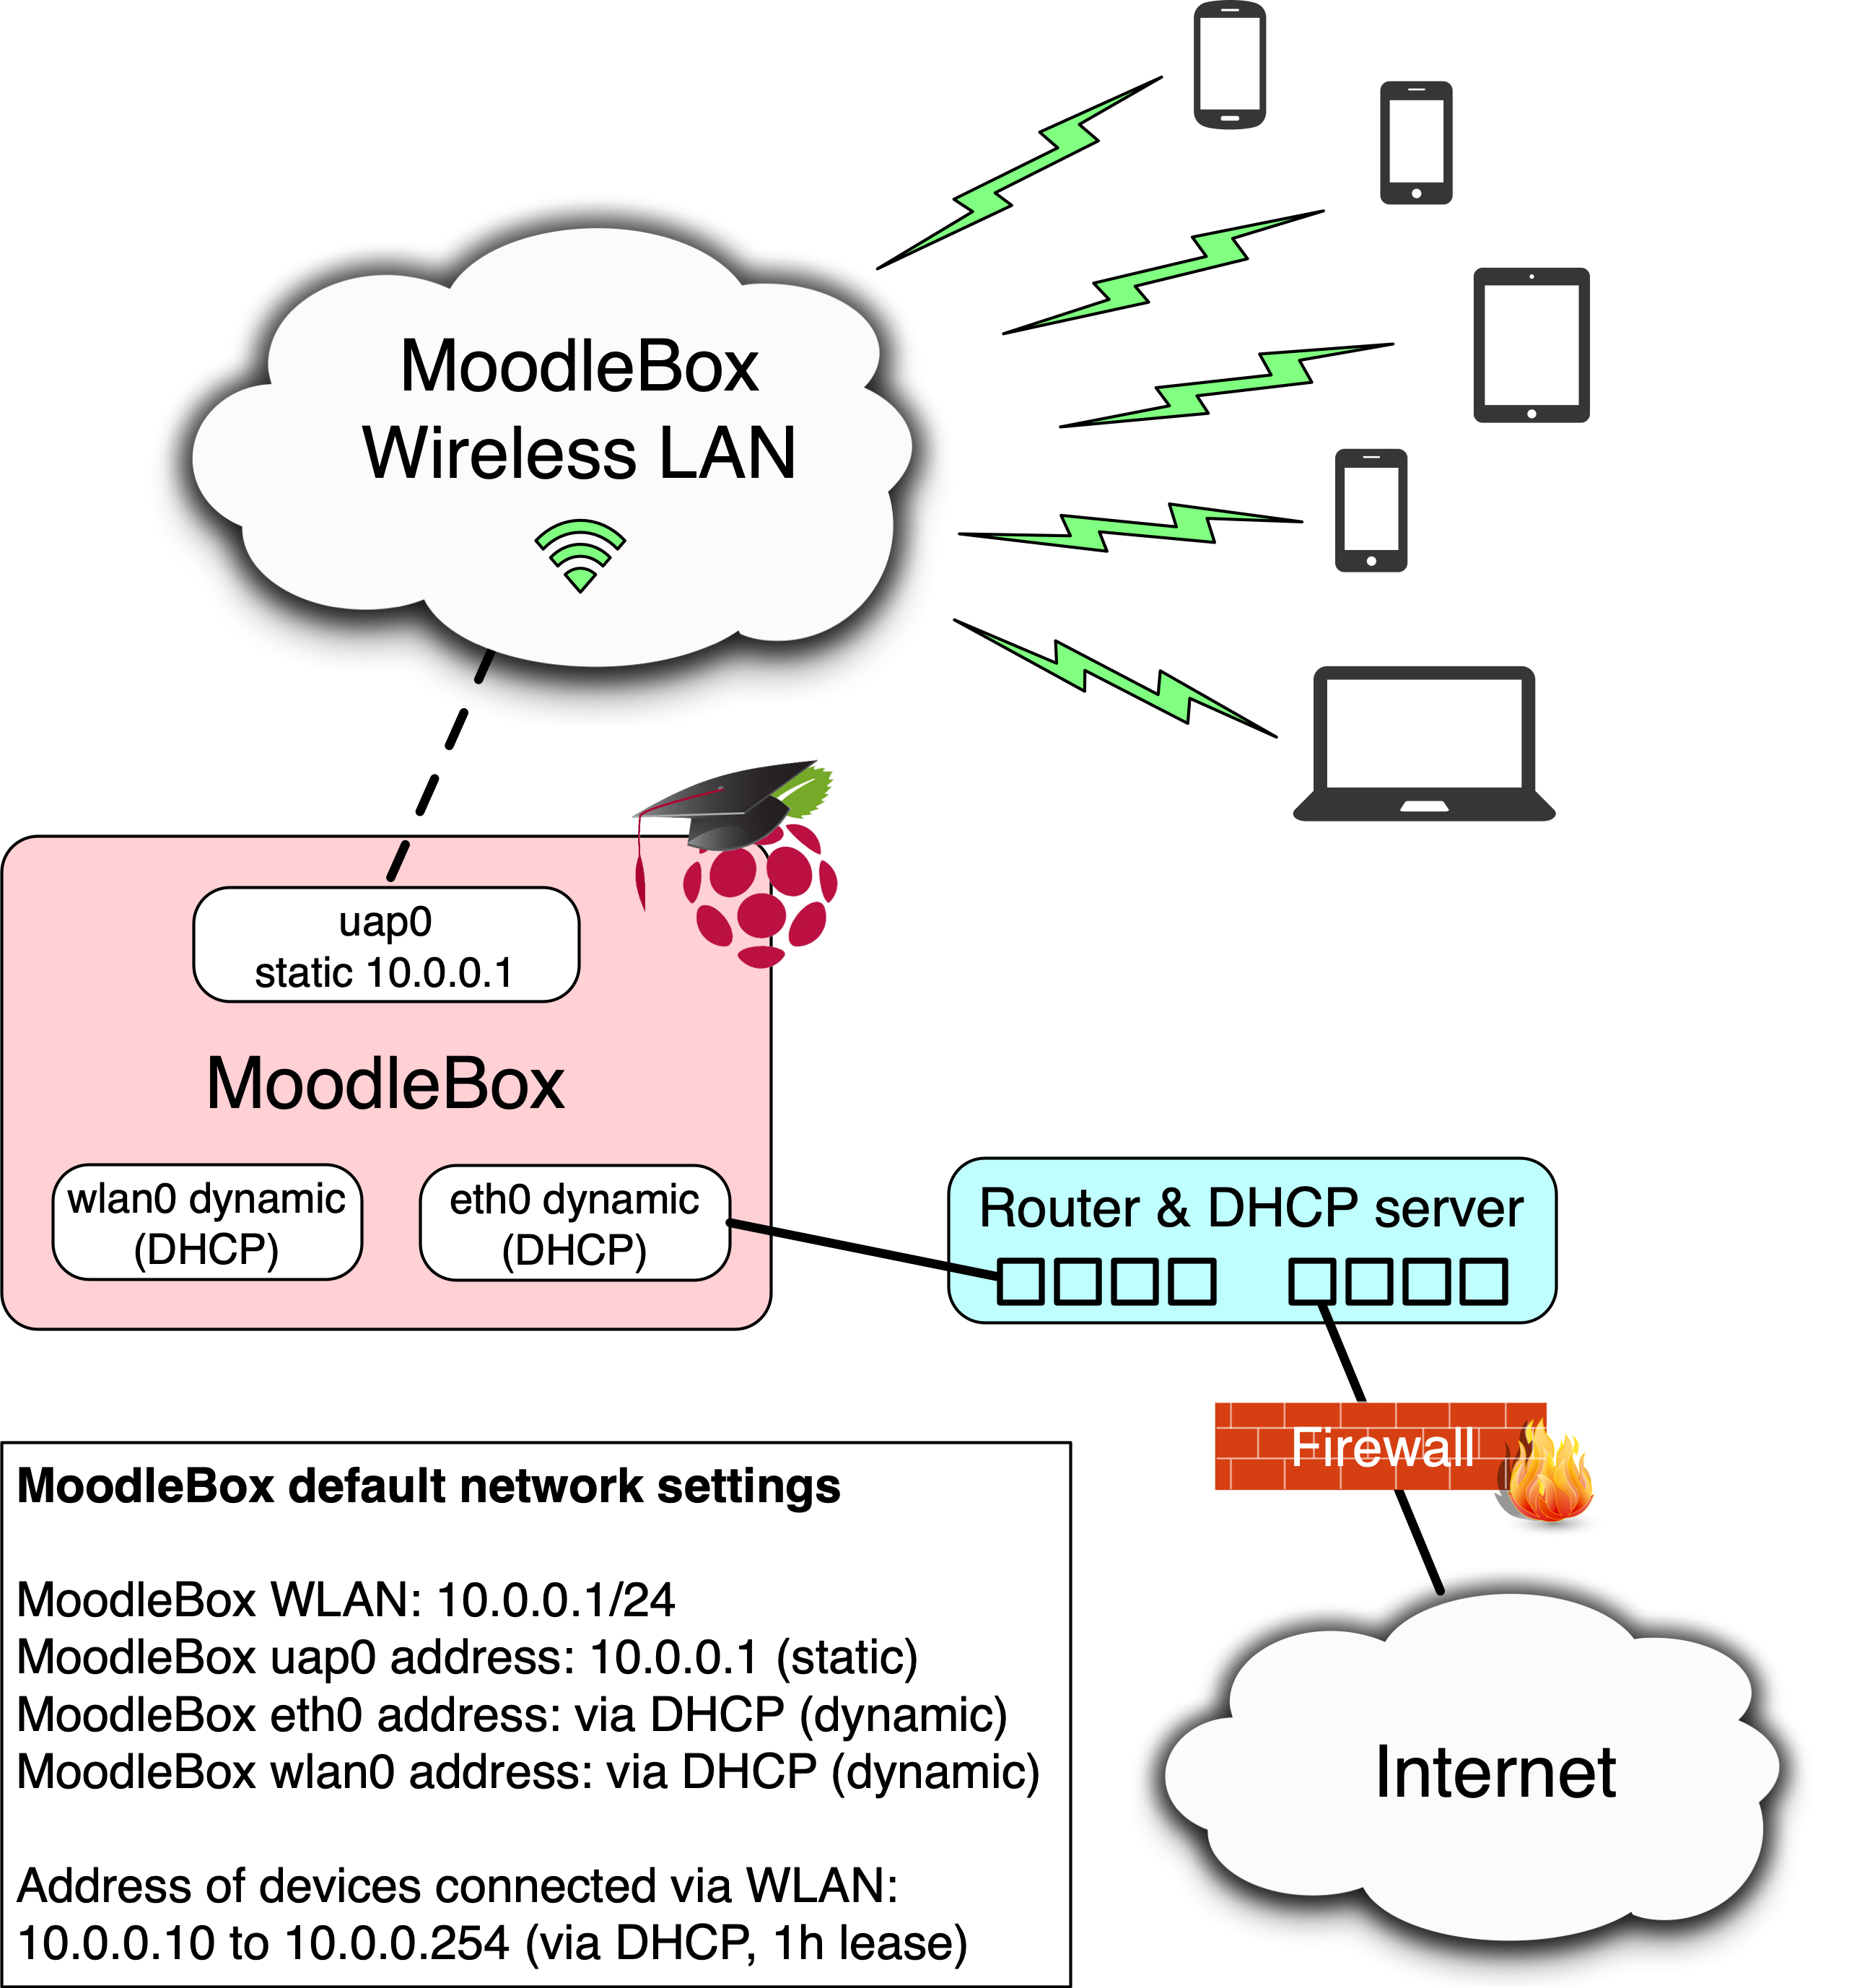 MoodleBox
Wireless LAN
uap0
static 10.0.0.1
MoodleBox
wlan0 dynamic
(DHCP)
eth0 dynamic
(DHCP)
Router & DHCP server
Firewall
Internet
MoodleBox default network settings
MoodleBox WLAN: 10.0.0.1/24
MoodleBox uap0 address: 10.0.0.1 (static)
MoodleBox eth0 address: via DHCP (dynamic)
MoodleBox wlan0 address: via DHCP (dynamic)
Address of devices connected via WLAN:
10.0.0.10 to 10.0.0.254 (via DHCP, 1h lease)